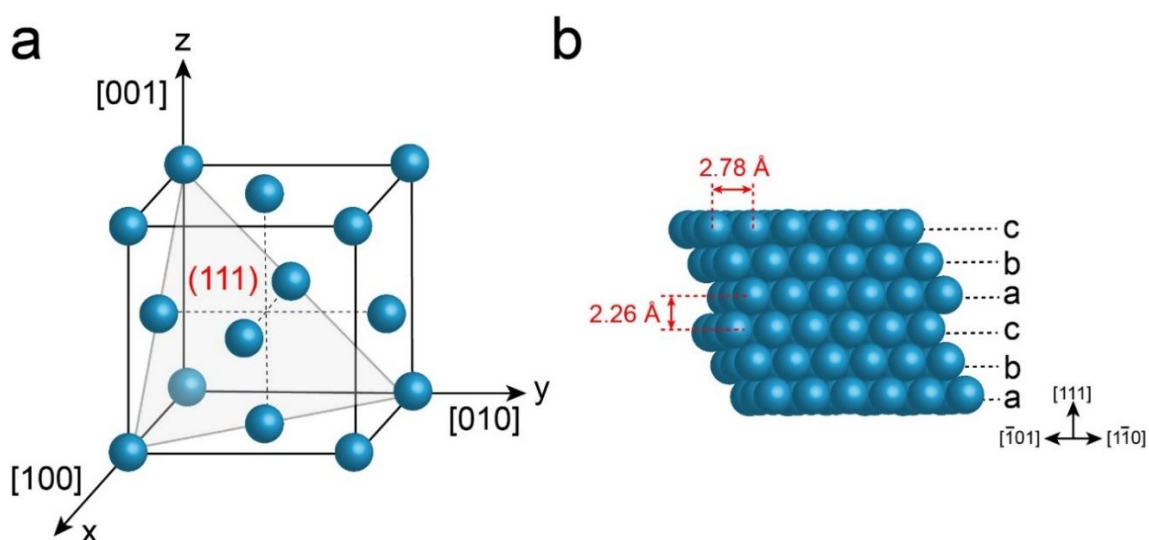 a
z
[001]
(111)
y
[010]
[100]
x
b
2.78 Å
2.26 Å
c
b
a
c
b
a
[111]
[1̅01]
[11̅0]